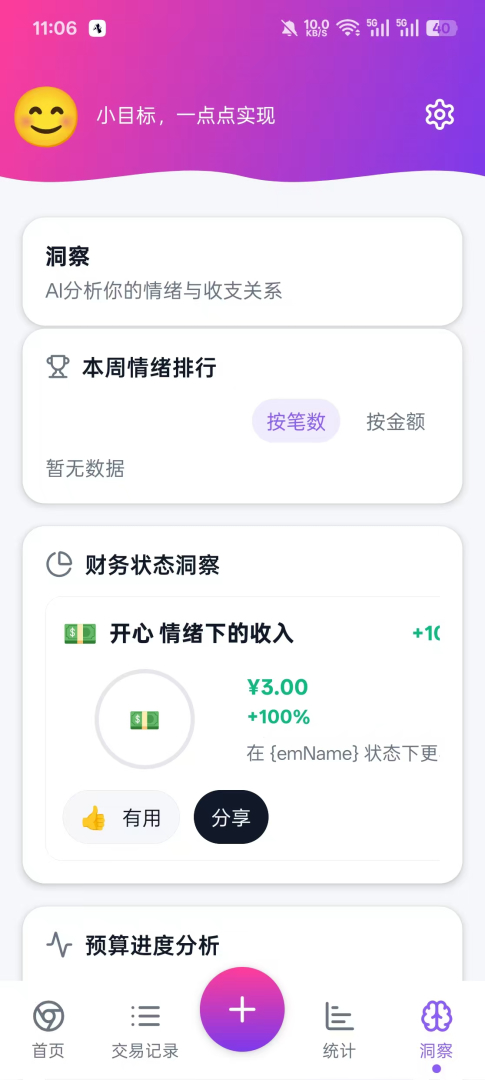 11:06
10.0
KB/S
5G
5G
40
小目标，一点点实现
洞察
AI分析你的情绪与收支关系
本周情绪排行
按笔数 按金额
暂无数据
财务状态洞察
开心 情绪下的收入 +10
¥3.00
+100%
在 {emName} 状态下更
有用 分享
预算进度分析
首页 交易记录 统计 洞察